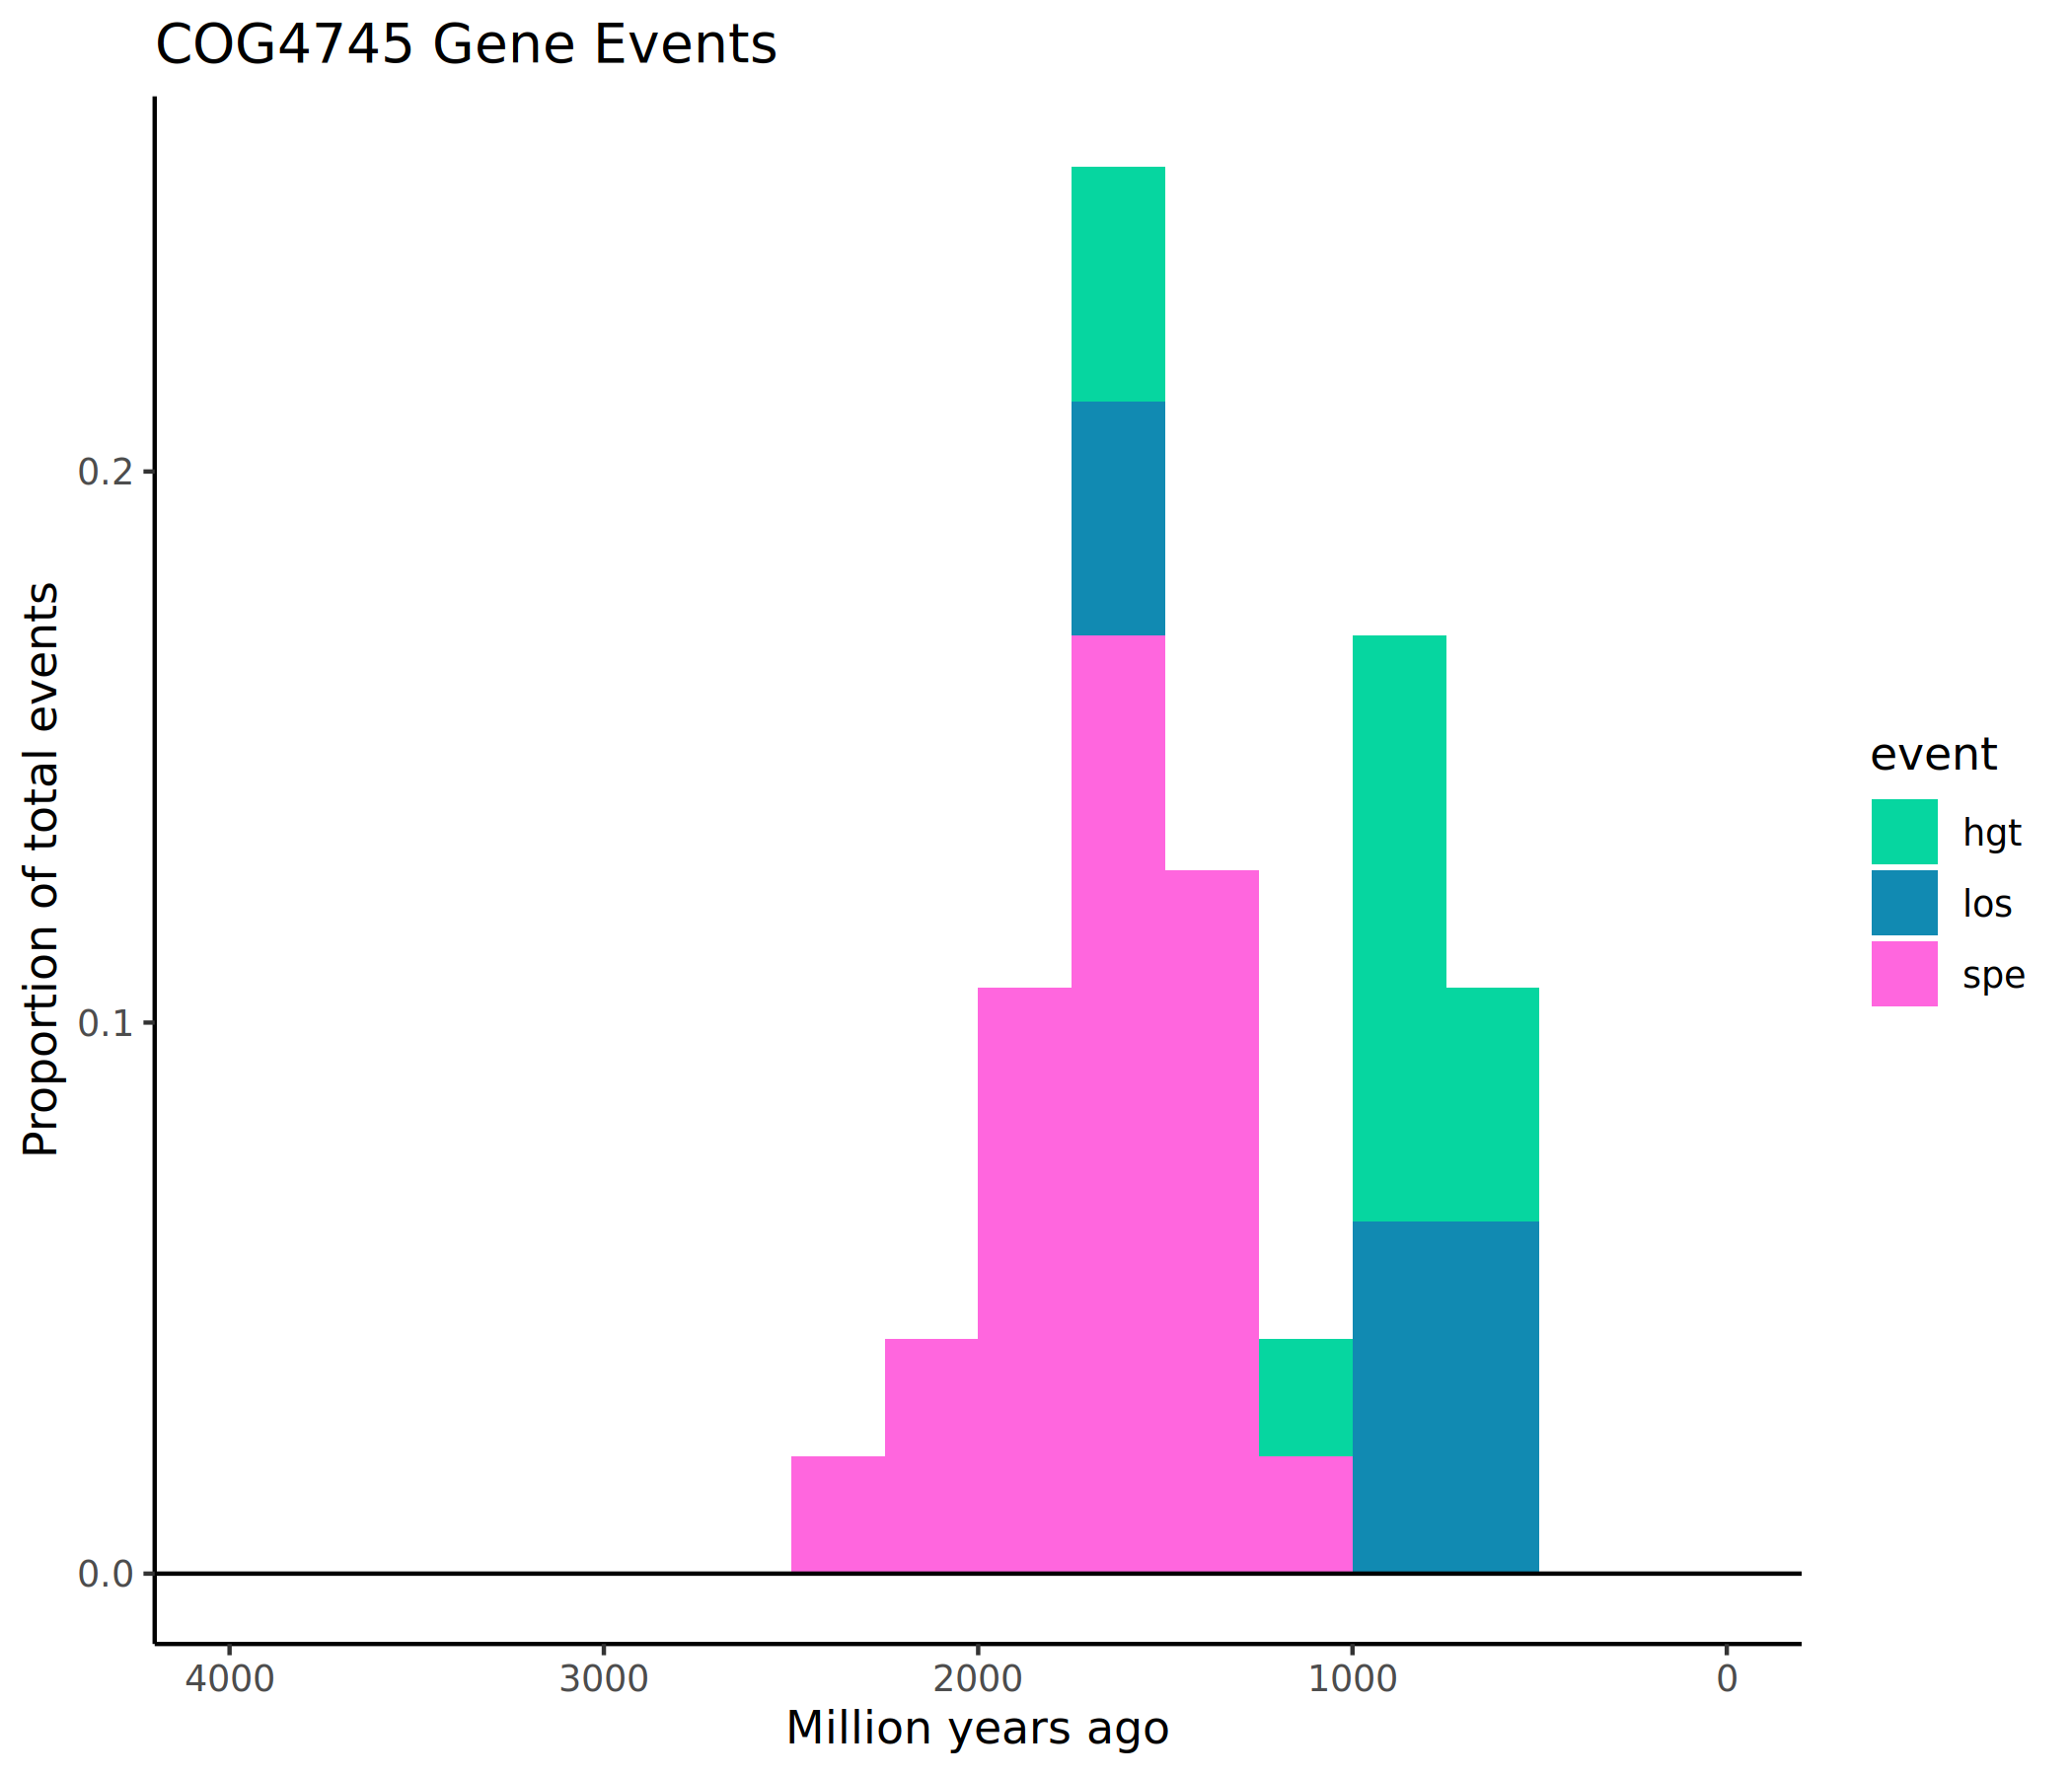 COG4745 Gene Events
Proportion of total events
0.2
0.1
0.0
4000 3000 2000 1000 0
Million years ago
event
hgt
los
spe